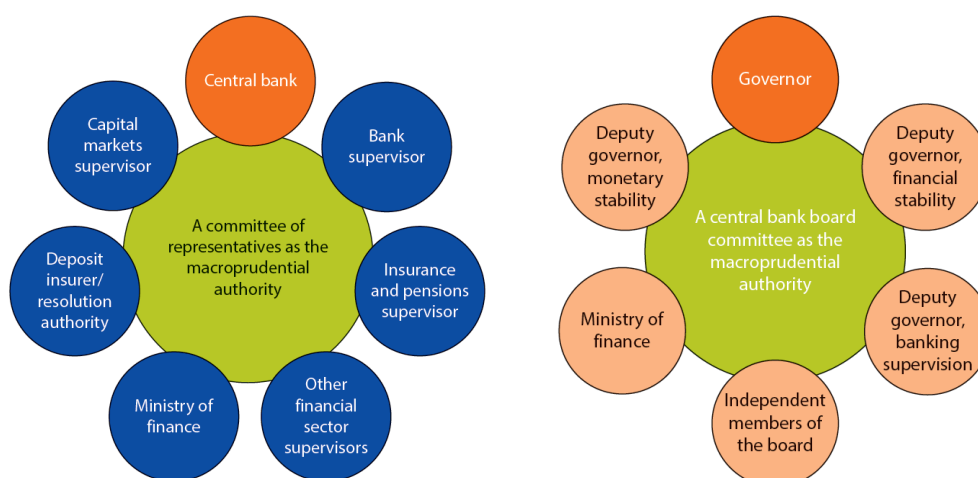 Central bank
Capital
markets
supervisor
Bank
supervisor
A committee of
representatives as the
macroprudential
authority
Deposit
insurer/
resolution
authority
Insurance
and pensions
supervisor
Ministry of
finance
Other
financial
sector
supervisors
Governor
Deputy
governor,
monetary
stability
Deputy
governor,
financial
stability
A central bank board
committee as the
macroprudential
authority
Ministry of
finance
Deputy
governor,
banking
supervision
Independent
members of
the board